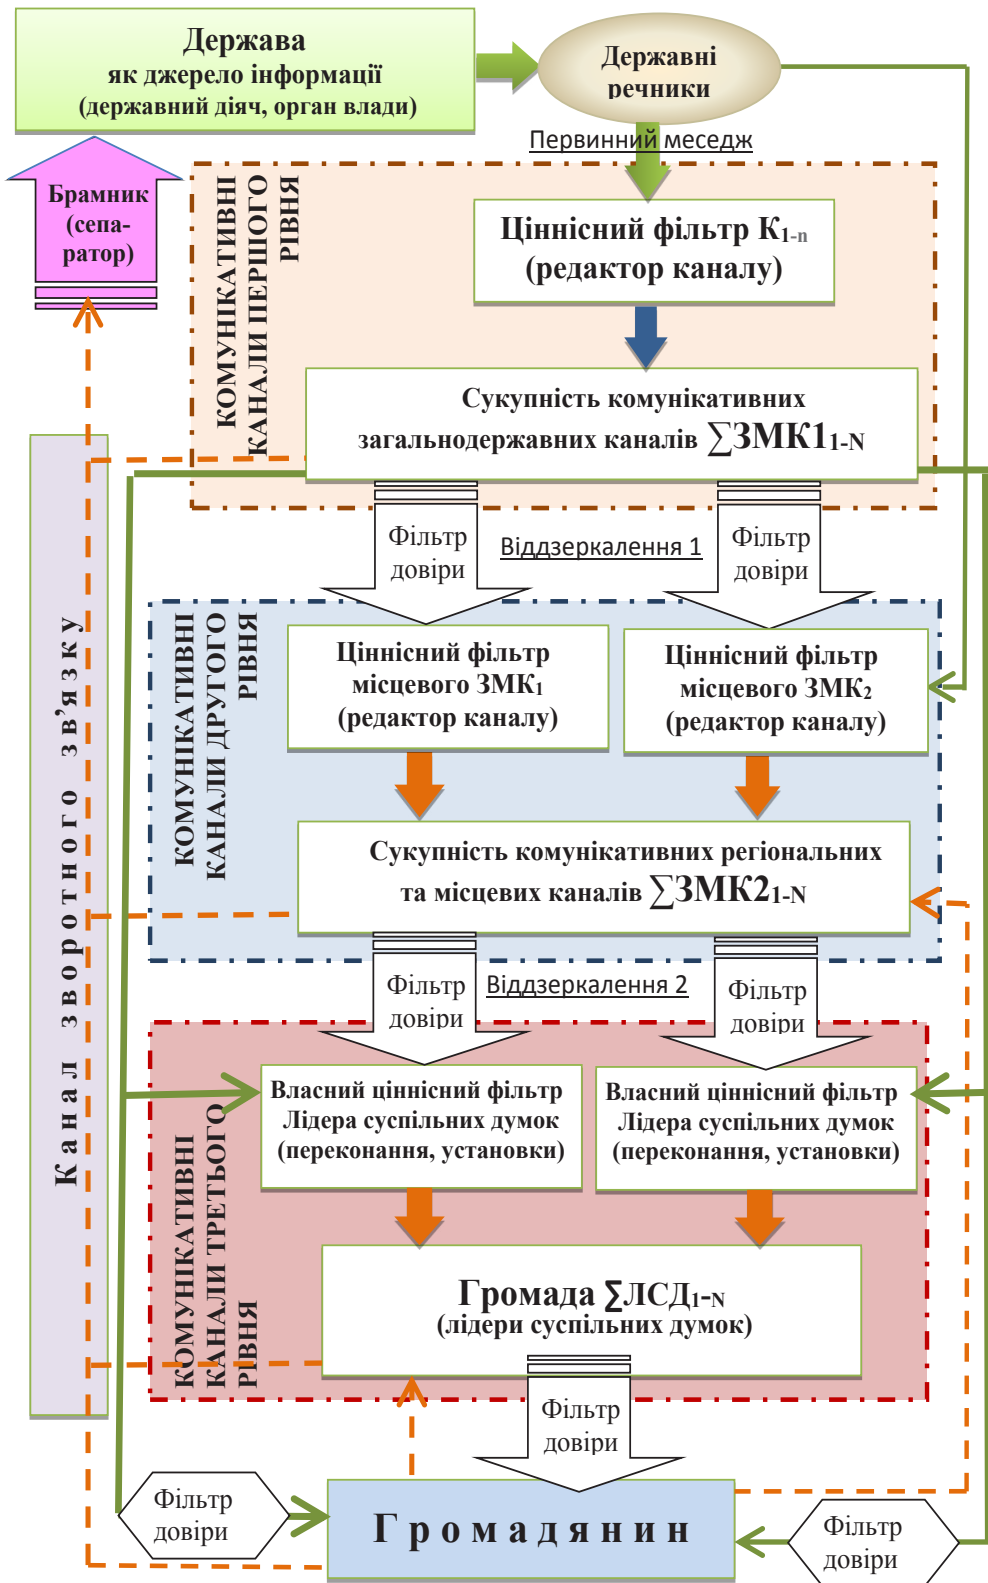 Держава
як джерело інформації
(державний діяч, орган влади)
Державні
речники
Первинний меседж
Брамник
(сепа-
ратор)
КОМУНІКАТИВНІ
КАНАЛИ ПЕРШОГО
РІВНЯ
Ціннісний фільтр К1-n
(редактор каналу)
Сукупність комунікативних
загальнодержавних каналів ∑ЗМК11-N
Фільтр
довіри
Віддзеркалення 1
Фільтр
довіри
Канал зворотного зв'язку
КОМУНІКАТИВНІ
КАНАЛИ ДРУГОГО
РІВНЯ
Ціннісний фільтр
місцевого ЗМК1
(редактор каналу)
Ціннісний фільтр
місцевого ЗМК2
(редактор каналу)
Сукупність комунікативних регіональних
та місцевих каналів ∑ЗМК21-N
Фільтр
довіри
Віддзеркалення 2
Фільтр
довіри
КОМУНІКАТИВНІ
КАНАЛИ ТРЕТЬОГО
РІВНЯ
Власний ціннісний фільтр
Лідера суспільних думок
(переконання, установки)
Власний ціннісний фільтр
Лідера суспільних думок
(переконання, установки)
Громада ∑ЛСД1-N
(лідери суспільних думок)
Фільтр
довіри
Фільтр
довіри
Громадянин
Фільтр
довіри